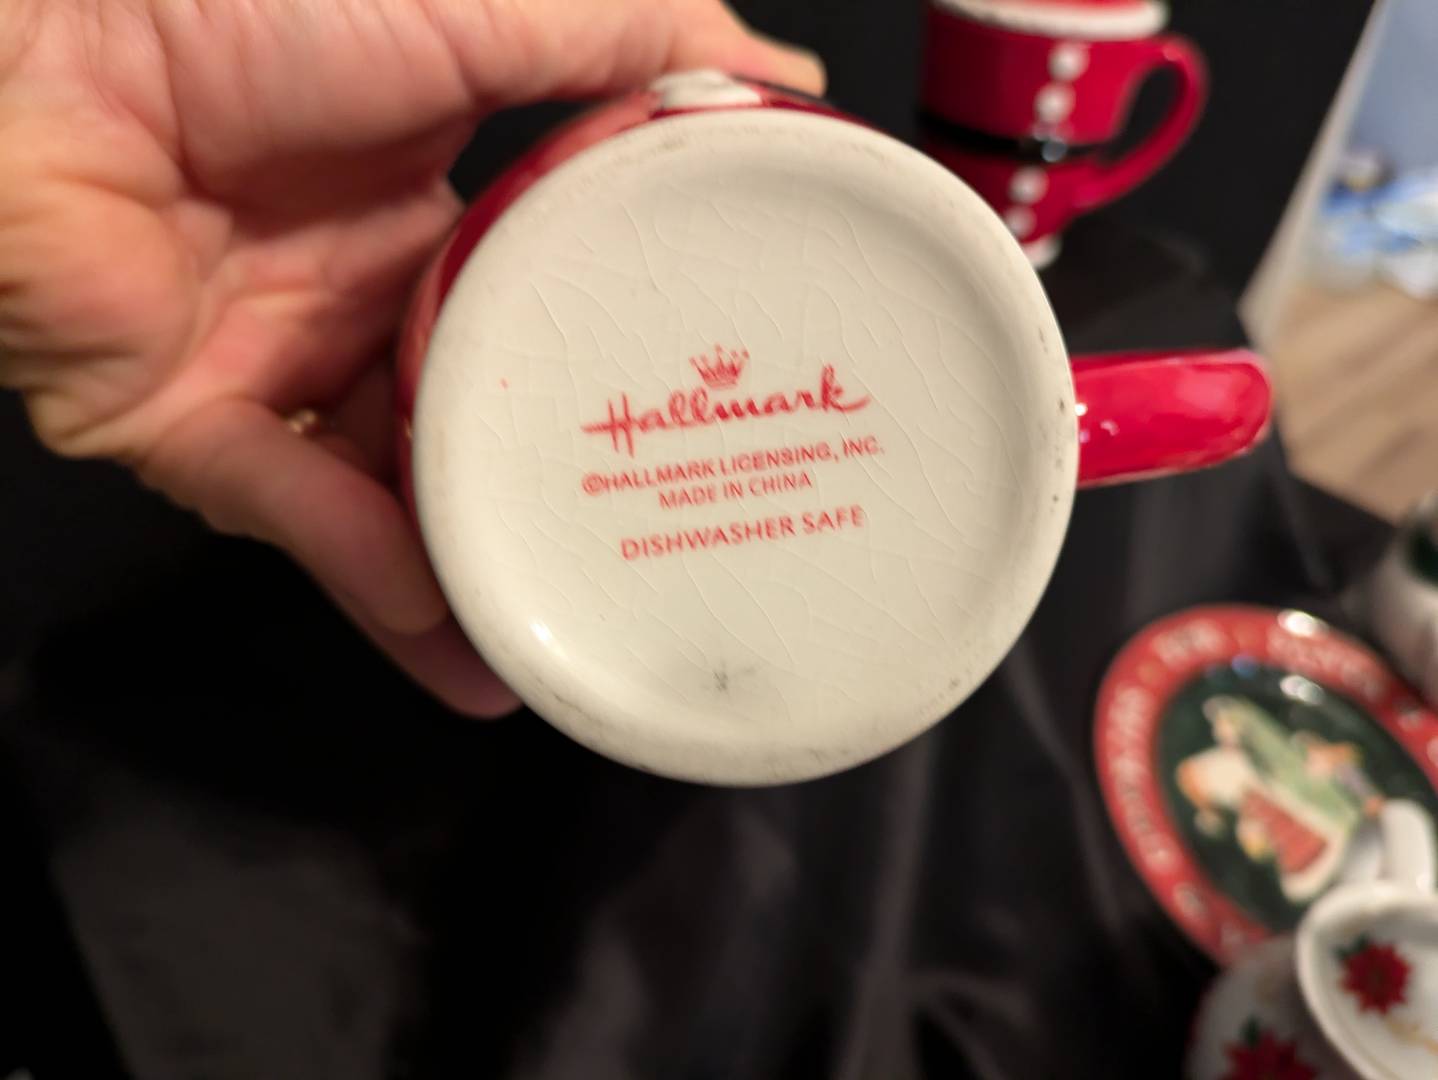 Hallmark
©HALLMARK LICENSING, INC.
MADE IN CHINA
DISHWASHER SAFE